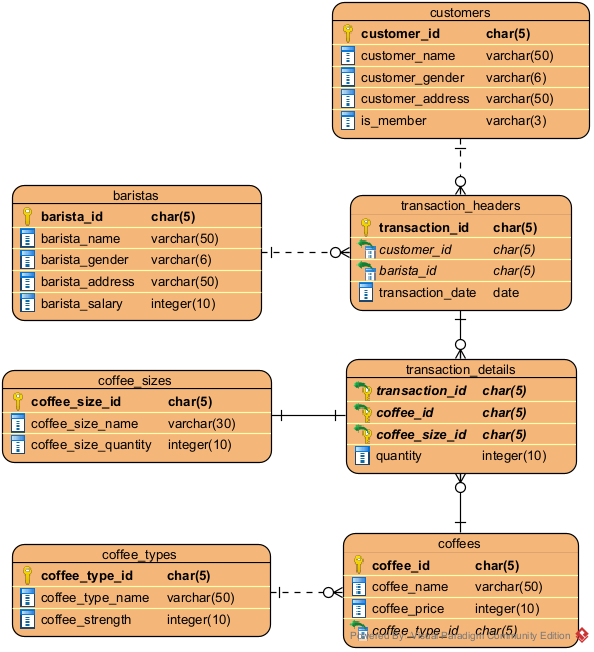 customers
customer_id char(5)
customer_name varchar(50)
customer_gender varchar(6)
customer_address varchar(50)
is_member varchar(3)
baristas
barista_id char(5)
barista_name varchar(50)
barista_gender varchar(6)
barista_address varchar(50)
barista_salary integer(10)
transaction_headers
transaction_id char(5)
customer_id char(5)
barista_id char(5)
transaction_date date
coffee_sizes
coffee_size_id char(5)
coffee_size_name varchar(30)
coffee_size_quantity integer(10)
transaction_details
transaction_id char(5)
coffee_id char(5)
coffee_size_id char(5)
quantity integer(10)
coffee_types
coffee_type_id char(5)
coffee_type_name varchar(50)
coffee_strength integer(10)
coffees
coffee_id char(5)
coffee_name varchar(50)
coffee_price integer(10)
coffee_type_id char(5)
Powered By Visual Paradigm Community Edition